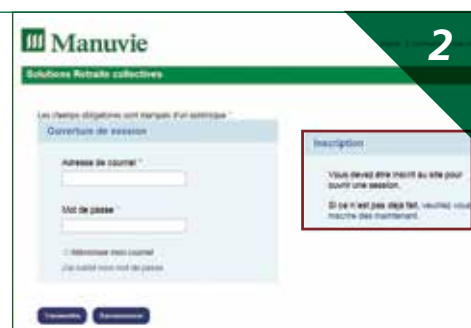 Manuvie
2
Solutions Retraite collectives
Les champs obligatoires sont marqués d'un astérisque *
Ouverture de session
Adresse de courriel *
Mot de passe *
Mémoriser mon courriel
J'ai oublié mon mot de passe
Inscription
Vous devez être inscrit au site pour
ouvrir une session.
Si ce n'est pas déjà fait, veuillez vous
inscrire dès maintenant.
Transmettre